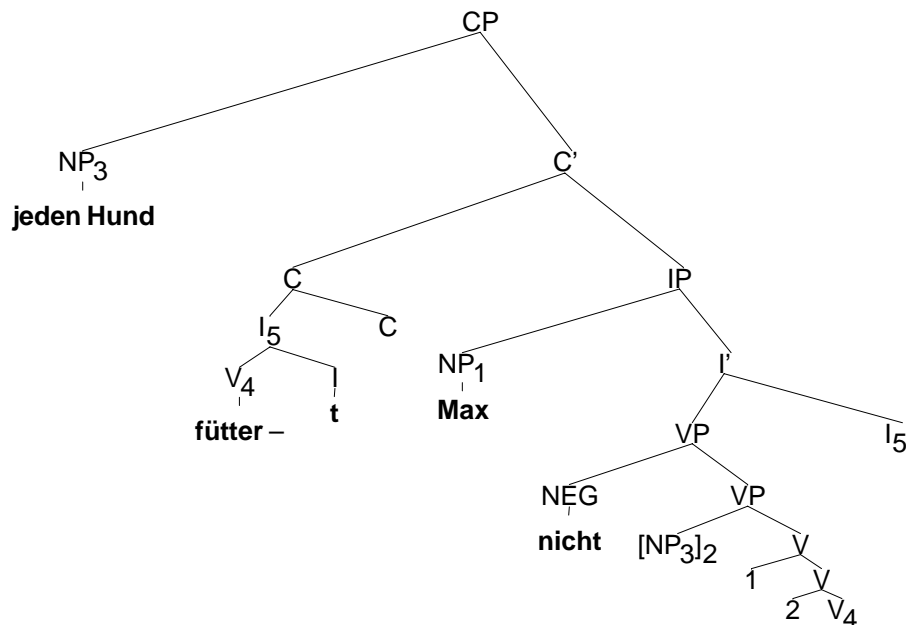 CP
NP3 C’
jeden Hund
C IP
I5 C
NP1 I’
V4 I
Max
t
fütter –
VP I5
NEG VP
nicht [NP3]2 V
1 V
2 V4